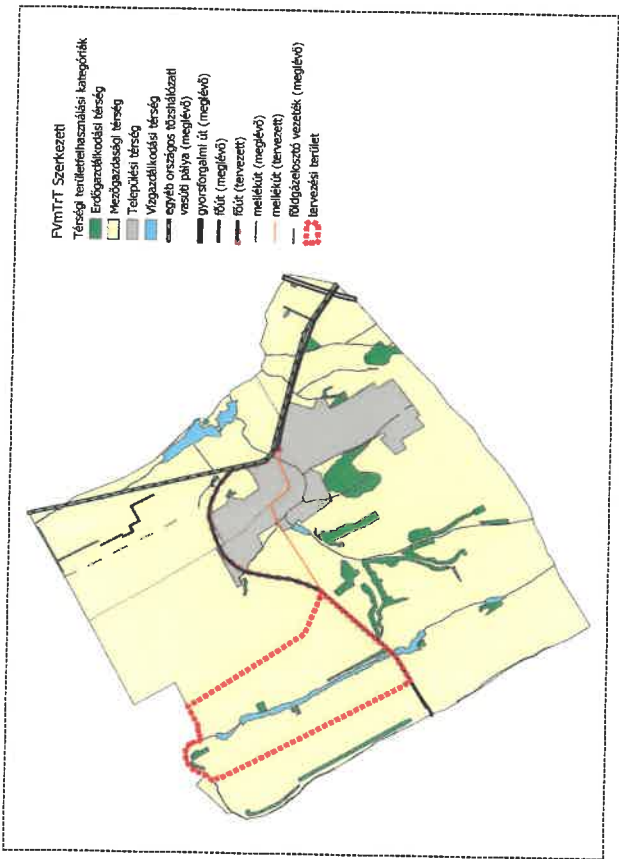 FVmTrT Szerkezeti
Térségi területfelhasználási kategóriák
Erdőgazdálkodási térség
Mezőgazdasági térség
Települési térség
Vízgazdálkodási térség
egyéb országos törzshálózati
vasúti pálya (meglévő)
gyorsforgalmi út (meglévő)
főút (meglévő)
főút (tervezett)
mellékút (meglévő)
mellékút (tervezett)
földgázelosztó vezeték (meglévő)
tervezési terület